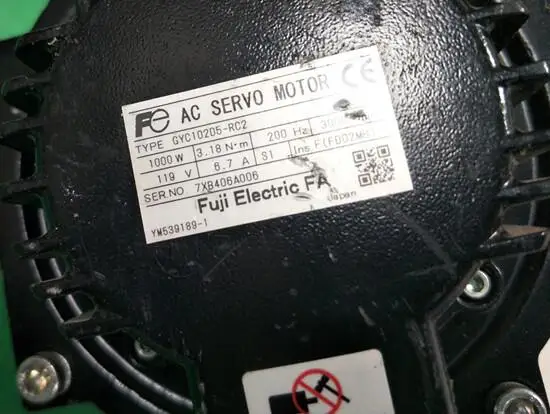 Fe AC SERVO MOTOR CE
TYPE GYC102D5-RC2
1000 W 3.18 N·m 200 Hz
119 V 6.7 A S1 Ins.F
SER.NO. 7XB406A006
Fuji Electric FA
Japan
YM539189-1